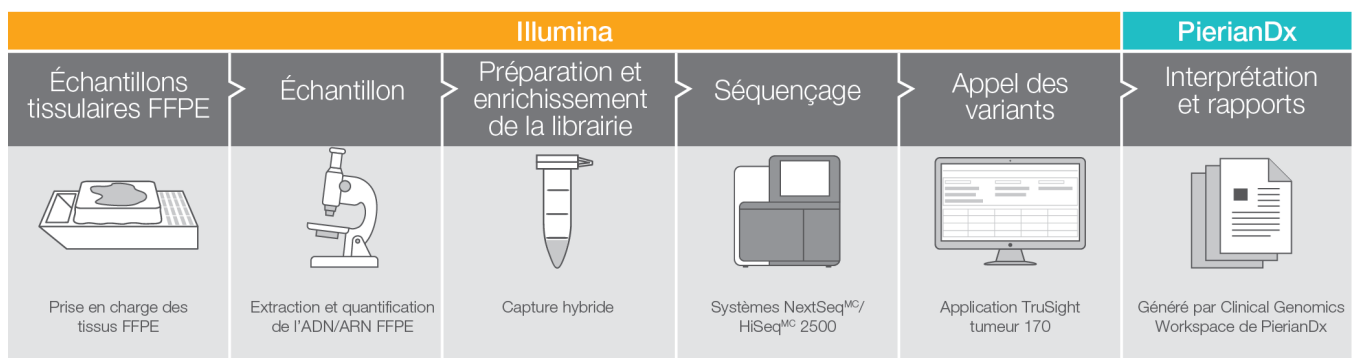 Illumina
PierianDx
Échantillons
tissulaires FFPE
Échantillon
Préparation et
enrichissement
de la librairie
Séquençage
Appel des
variants
Interprétation
et rapports
Prise en charge des
tissus FFPE
Extraction et quantification
de l'ADN/ARN FFPE
Capture hybride
Systèmes NextSeqᴹᶜ/
HiSeqᴹᶜ 2500
Application TruSight
tumeur 170
Généré par Clinical Genomics
Workspace de PierianDx